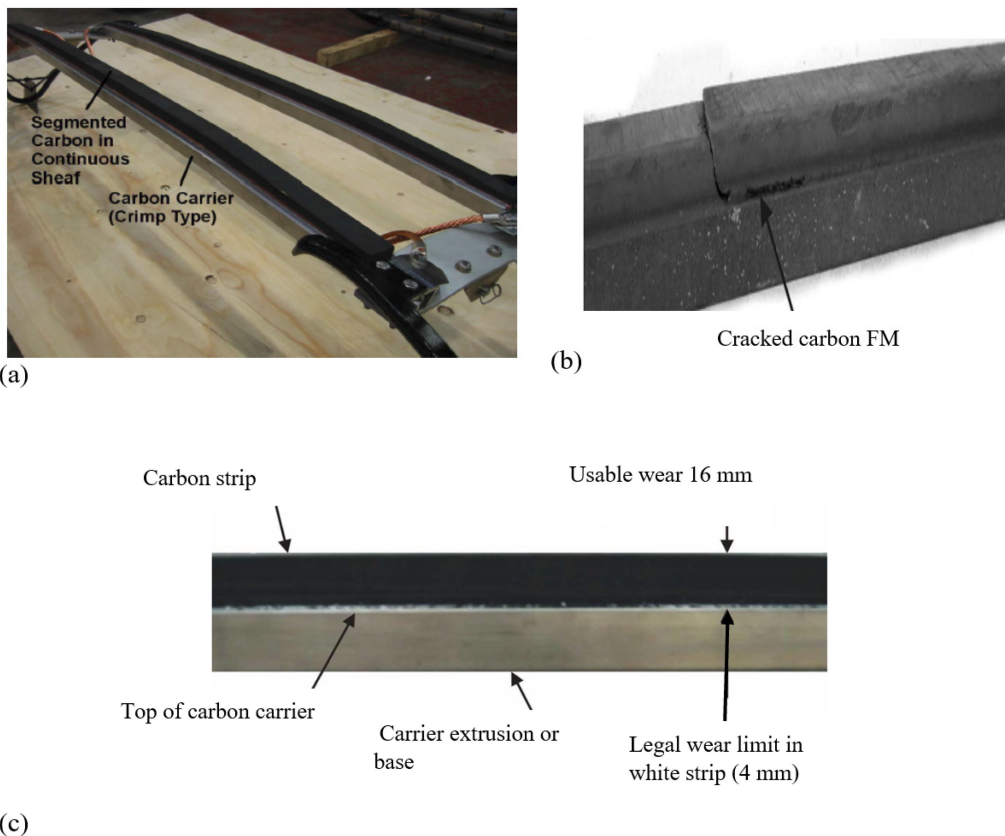 Segmented
Carbon in
Continuous
Sheaf
Carbon Carrier
(Crimp Type)
(a)
Cracked carbon FM
(b)
Carbon strip
Usable wear 16 mm
Top of carbon carrier
Carrier extrusion or
base
Legal wear limit in
white strip (4 mm)
(c)